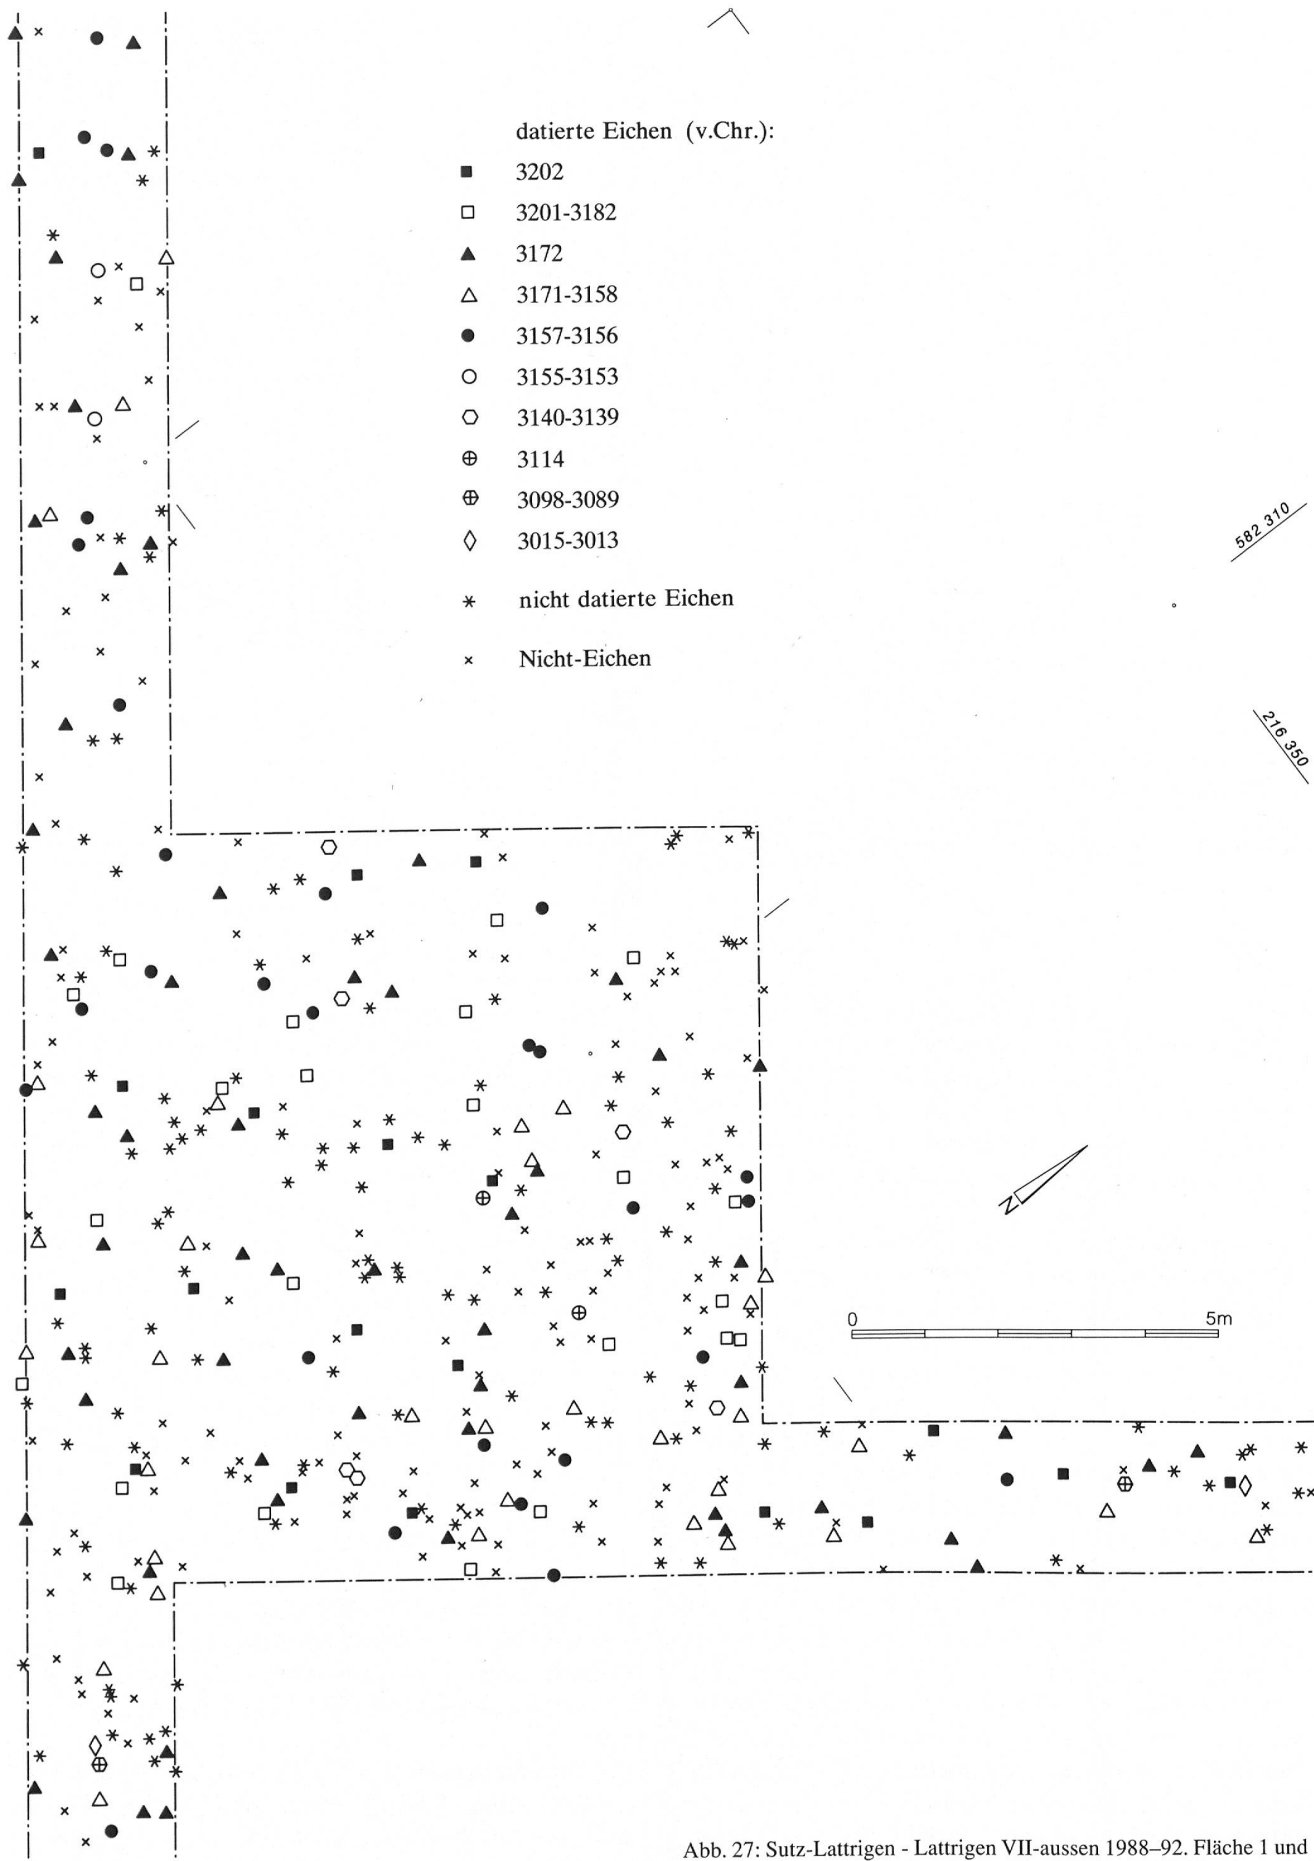 datierte Eichen (v.Chr.):
3202
3201-3182
3172
3171-3158
3157-3156
3155-3153
3140-3139
3114
3098-3089
3015-3013
nicht datierte Eichen
Nicht-Eichen
582 310
216 350
N
0 5m
Abb. 27: Sutz-Lattrigen - Lattrigen VII-aussen 1988–92. Fläche 1 und